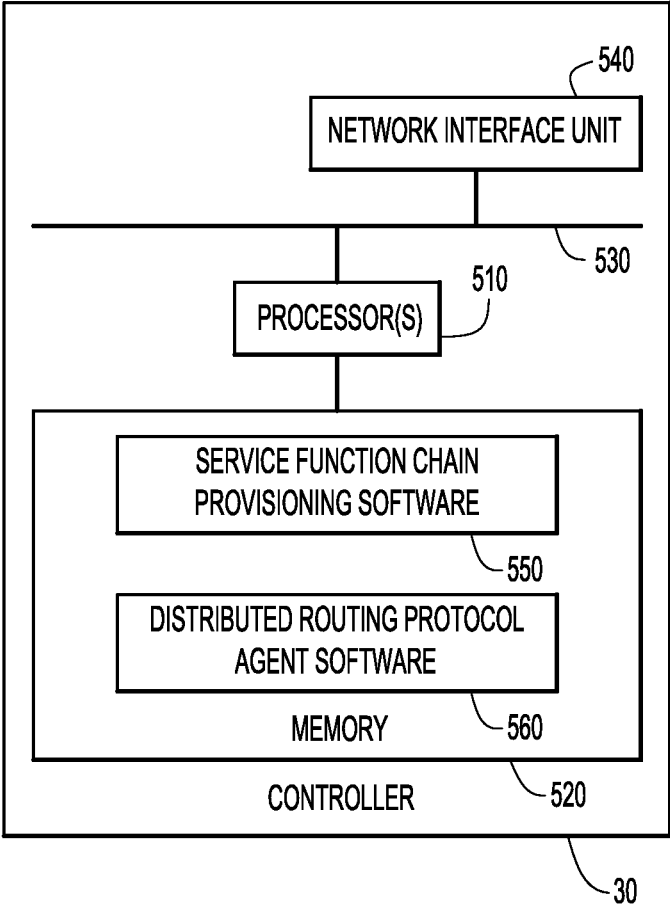 540
NETWORK INTERFACE UNIT
530
510
PROCESSOR(S)
SERVICE FUNCTION CHAIN
PROVISIONING SOFTWARE
550
DISTRIBUTED ROUTING PROTOCOL
AGENT SOFTWARE
560
MEMORY
520
CONTROLLER
30